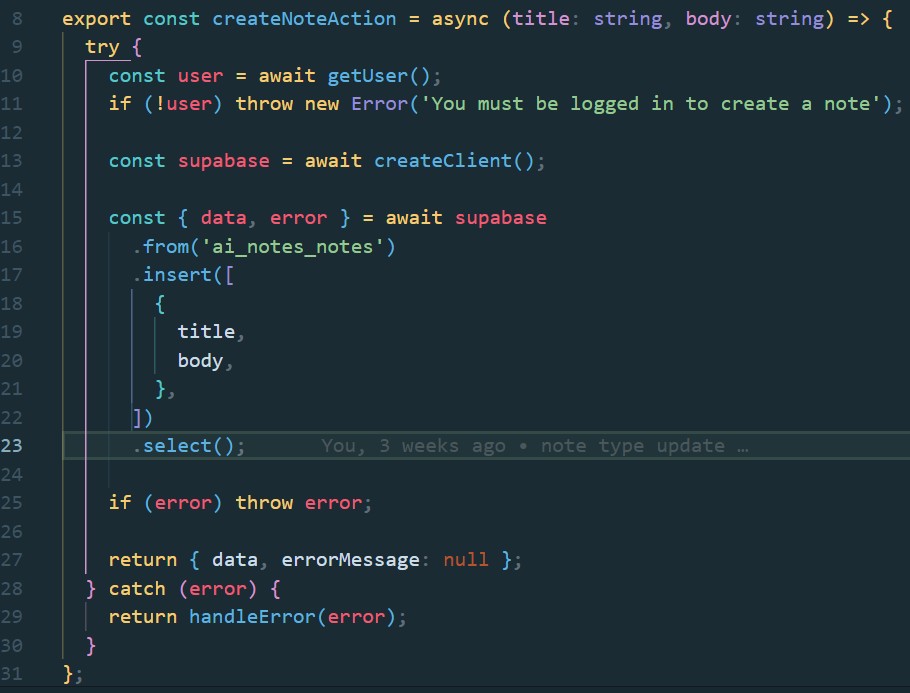 8 export const createNoteAction = async (title: string, body: string) => {
9 try {
10 const user = await getUser();
11 if (!user) throw new Error('You must be logged in to create a note');
12
13 const supabase = await createClient();
14
15 const { data, error } = await supabase
16 .from('ai_notes_notes')
17 .insert([
18 {
19 title,
20 body,
21 },
22 ])
23 .select(); You, 3 weeks ago • note type update …
24
25 if (error) throw error;
26
27 return { data, errorMessage: null };
28 } catch (error) {
29 return handleError(error);
30 }
31 };